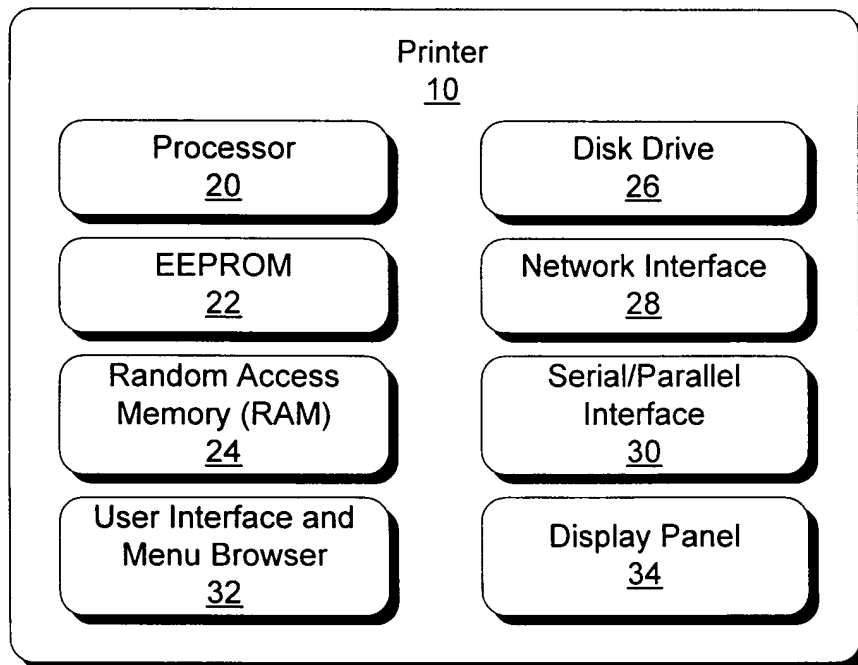 Printer
10
Processor
20
Disk Drive
26
EEPROM
22
Network Interface
28
Random Access
Memory (RAM)
24
Serial/Parallel
Interface
30
User Interface and
Menu Browser
32
Display Panel
34